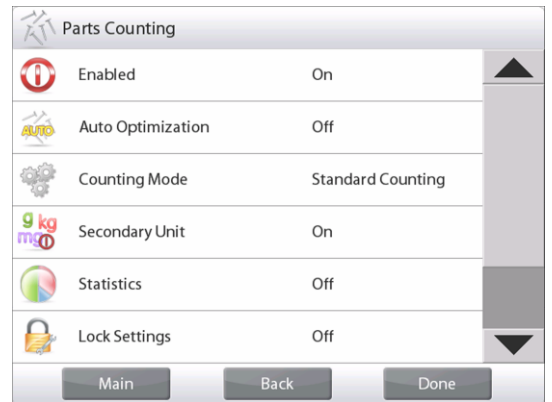 Parts Counting
Enabled On
AUTO Auto Optimization Off
Counting Mode Standard Counting
g kg
mg Secondary Unit On
Statistics Off
Lock Settings Off
Main Back Done